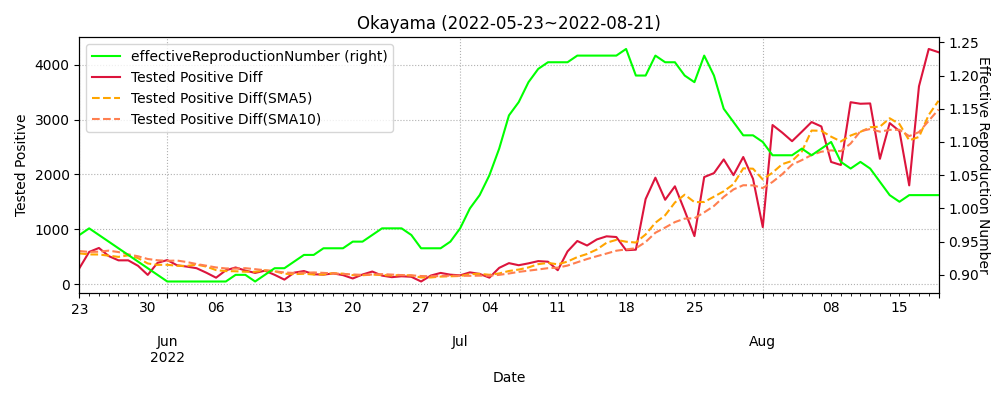 Okayama (2022-05-23~2022-08-21)
effectiveReproductionNumber (right)
Tested Positive Diff
Tested Positive Diff(SMA5)
Tested Positive Diff(SMA10)
Tested Positive
4000
3000
2000
1000
0
1.25
1.20
1.15
1.10
1.05
1.00
0.95
0.90
Effective Reproduction Number
23 30 06 13 20 27 04 11 18 25 08 15
Jun Jul Aug
2022
Date